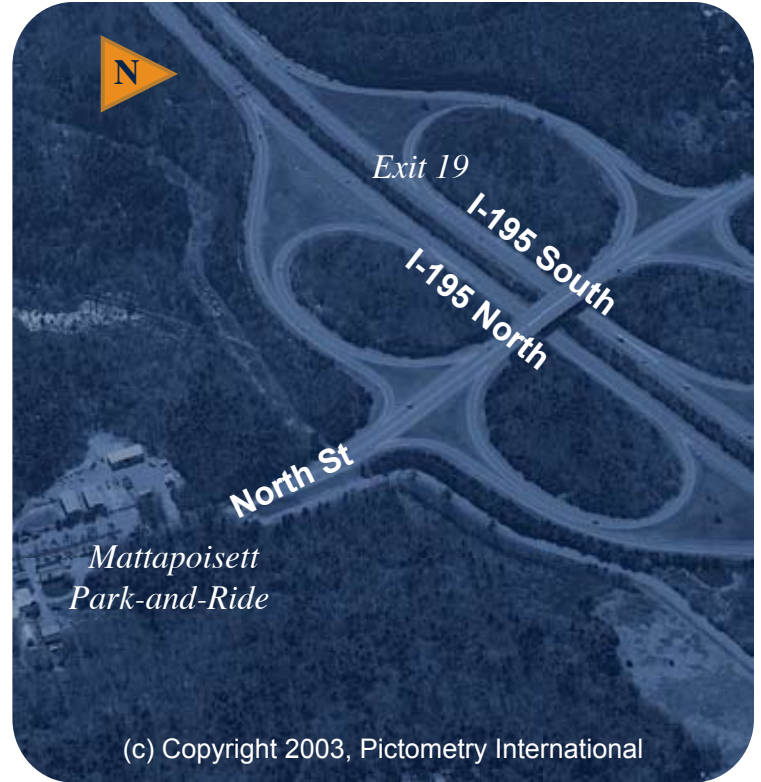 N
Exit 19
I-195 South
I-195 North
North St
Mattapoisett
Park-and-Ride
(c) Copyright 2003, Pictometry International